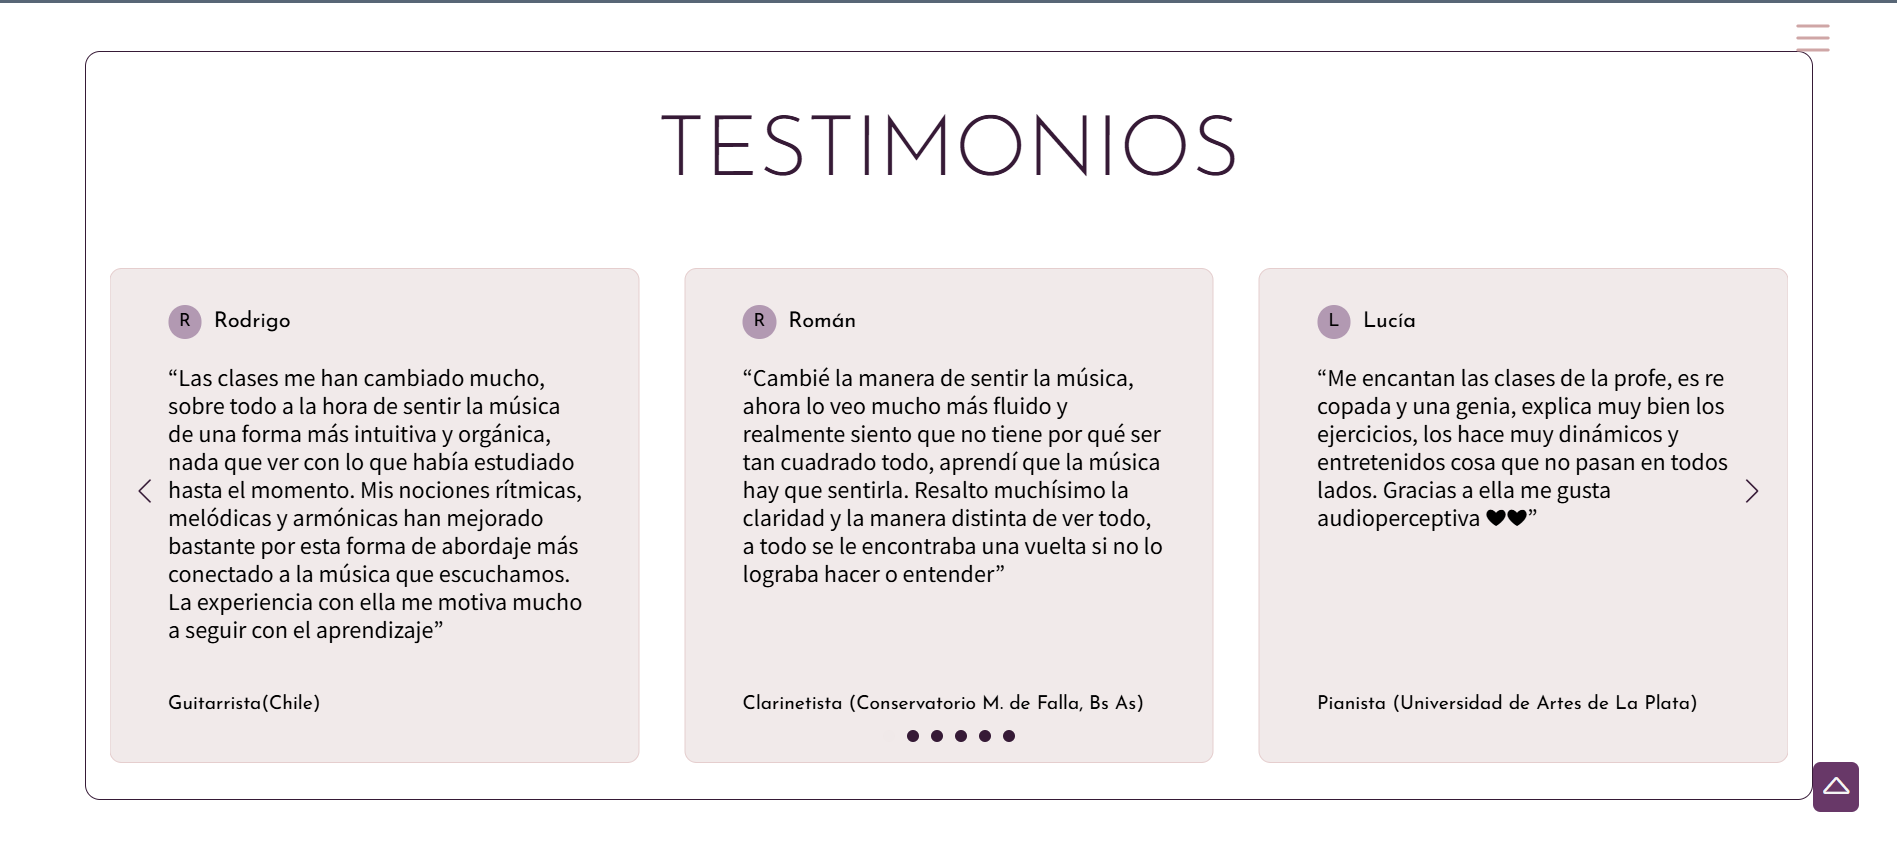 TESTIMONIOS
R Rodrigo
“Las clases me han cambiado mucho,
sobre todo a la hora de sentir la música
de una forma más intuitiva y orgánica,
nada que ver con lo que había estudiado
hasta el momento. Mis nociones rítmicas,
melódicas y armónicas han mejorado
bastante por esta forma de abordaje más
conectado a la música que escuchamos.
La experiencia con ella me motiva mucho
a seguir con el aprendizaje”
Guitarrista(Chile)
R Román
“Cambié la manera de sentir la música,
ahora lo veo mucho más fluido y
realmente siento que no tiene por qué ser
tan cuadrado todo, aprendí que la música
hay que sentirla. Resalto muchísimo la
claridad y la manera distinta de ver todo,
a todo se le encontraba una vuelta si no lo
lograba hacer o entender”
Clarinetista (Conservatorio M. de Falla, Bs As)
L Lucía
“Me encantan las clases de la profe, es re
copada y una genia, explica muy bien los
ejercicios, los hace muy dinámicos y
entretenidos cosa que no pasan en todos
lados. Gracias a ella me gusta
audioperceptiva ♥♥”
Pianista (Universidad de Artes de La Plata)